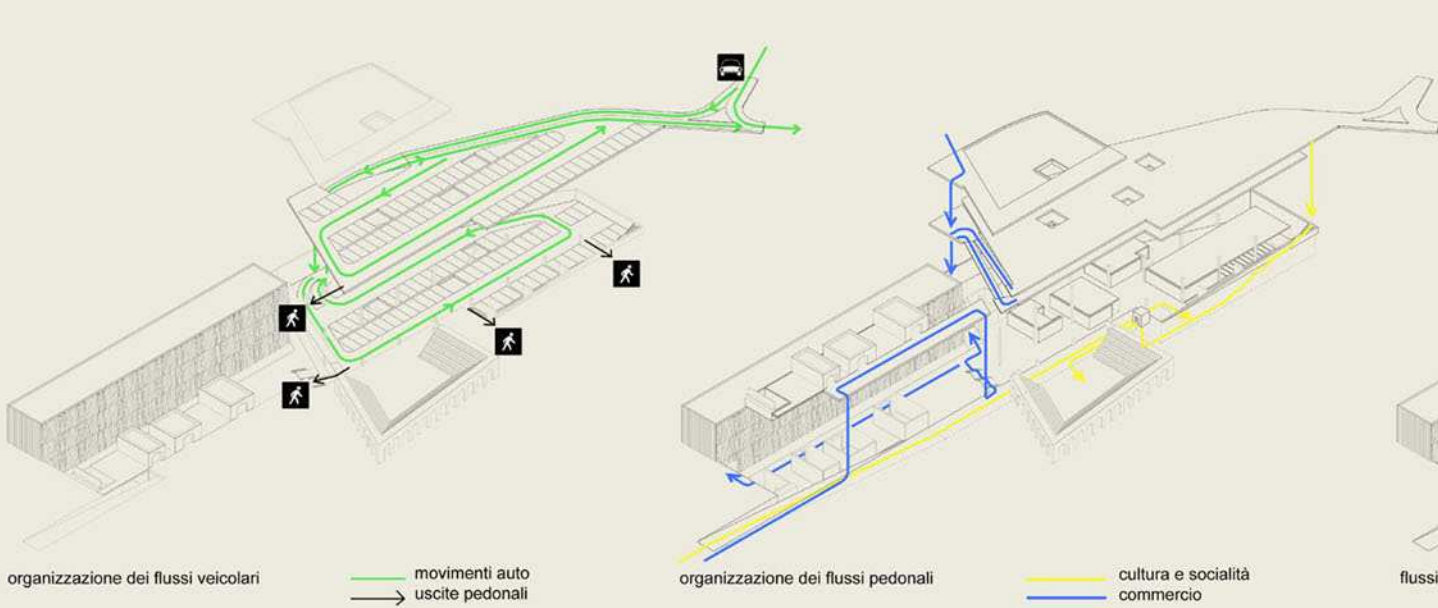 organizzazione dei flussi veicolari
movimenti auto
uscite pedonali
organizzazione dei flussi pedonali
cultura e socialità
commercio
flussi